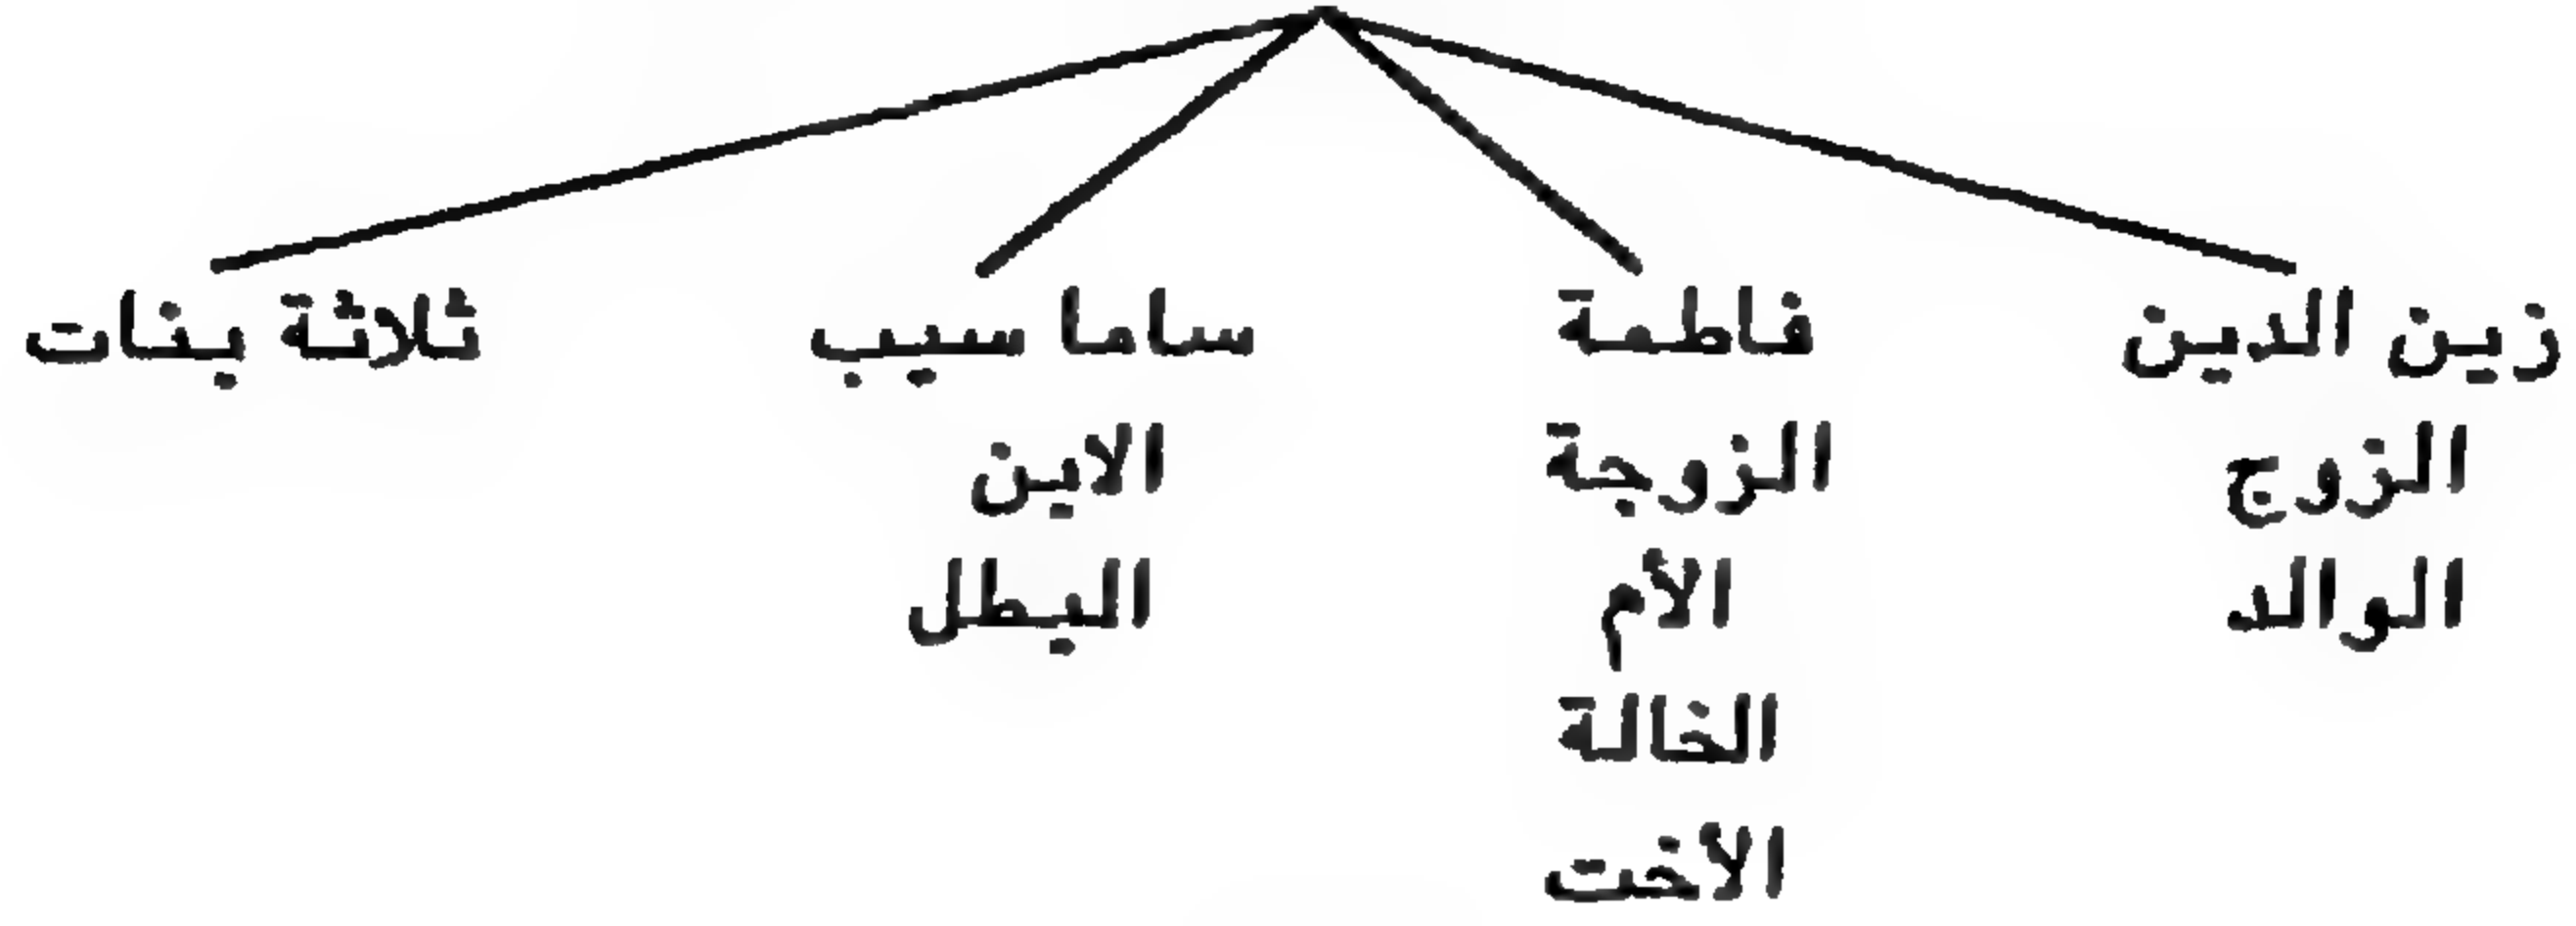 زين الدين
الزوج
الوالد
فاطمة
الزوجة
الأم
الخالة
الأخت
ساما سيب
الابن
البطل
ثلاثة بنات